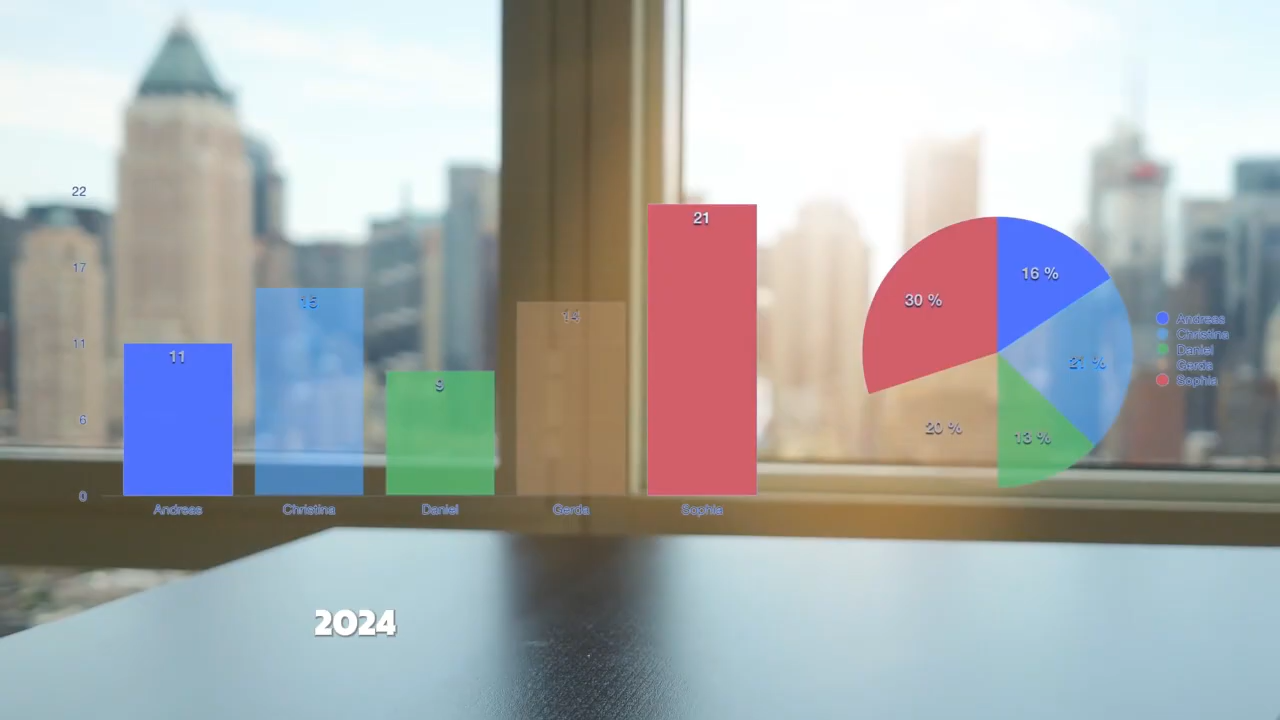 22
17
11
6
0
11
15
9
14
21
Andreas
Christina
Daniel
Gerda
Sophia
16 %
21 %
13 %
20 %
30 %
Andreas
Christina
Daniel
Gerda
Sophia
2024